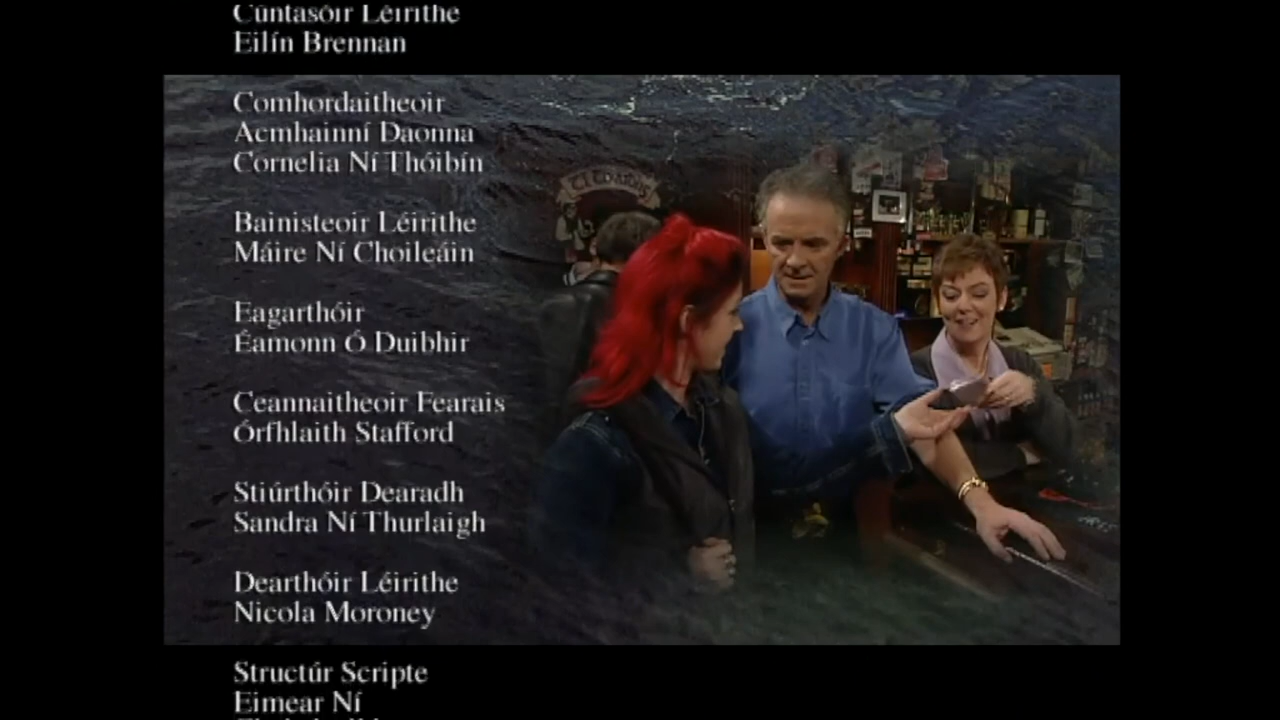 Cúntasóir Léirithe
Eilín Brennan
Comhordaitheoir
Acmhainní Daonna
Cornelia Ní Thóibín
Bainisteoir Léirithe
Máire Ní Choileáin
Eagarthóir
Éamonn Ó Duibhir
Ceannaitheoir Fearais
Órfhlaith Stafford
Stiúrthóir Dearadh
Sandra Ní Thurlaigh
Dearthóir Léirithe
Nicola Moroney
Structúr Scripte
Eimear Ní